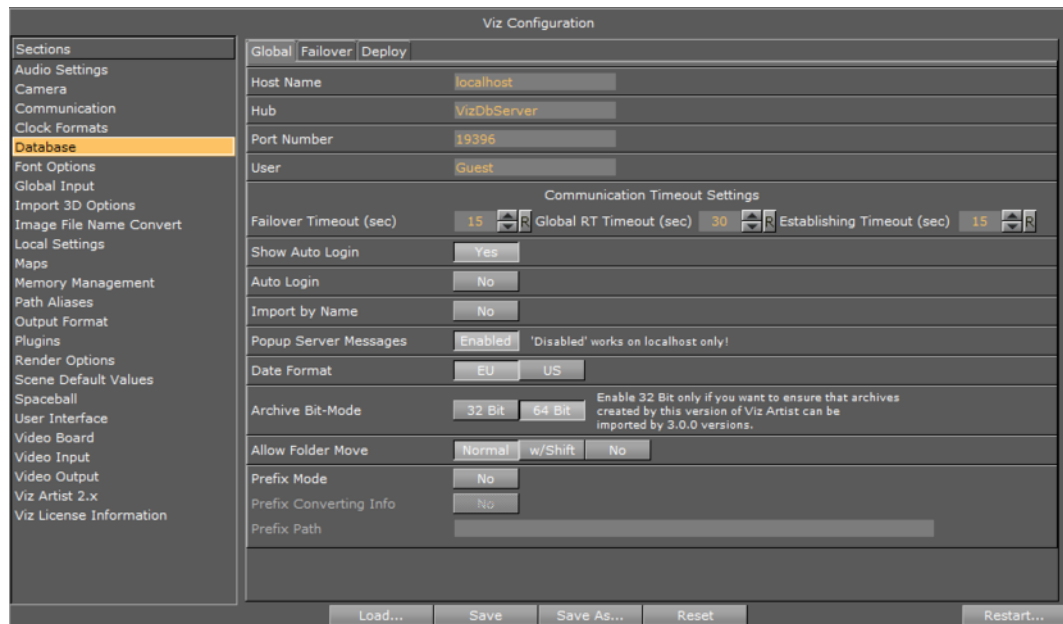 Viz Configuration
Sections
Audio Settings
Camera
Communication
Clock Formats
Database
Font Options
Global Input
Import 3D Options
Image File Name Convert
Local Settings
Maps
Memory Management
Path Aliases
Output Format
Plugins
Render Options
Scene Default Values
Spaceball
User Interface
Video Board
Video Input
Video Output
Viz Artist 2.x
Viz License Information
Global Failover Deploy
Host Name localhost
Hub VizDbServer
Port Number 19396
User Guest
Communication Timeout Settings
Failover Timeout (sec) 15 R Global RT Timeout (sec) 30 R Establishing Timeout (sec) 15 R
Show Auto Login Yes
Auto Login No
Import by Name No
Popup Server Messages Enabled 'Disabled' works on localhost only!
Date Format EU US
Archive Bit-Mode 32 Bit 64 Bit
Enable 32 Bit only if you want to ensure that archives
created by this version of Viz Artist can be
imported by 3.0.0 versions.
Allow Folder Move Normal w/Shift No
Prefix Mode No
Prefix Converting Info No
Prefix Path
Load... Save Save As... Reset Restart...